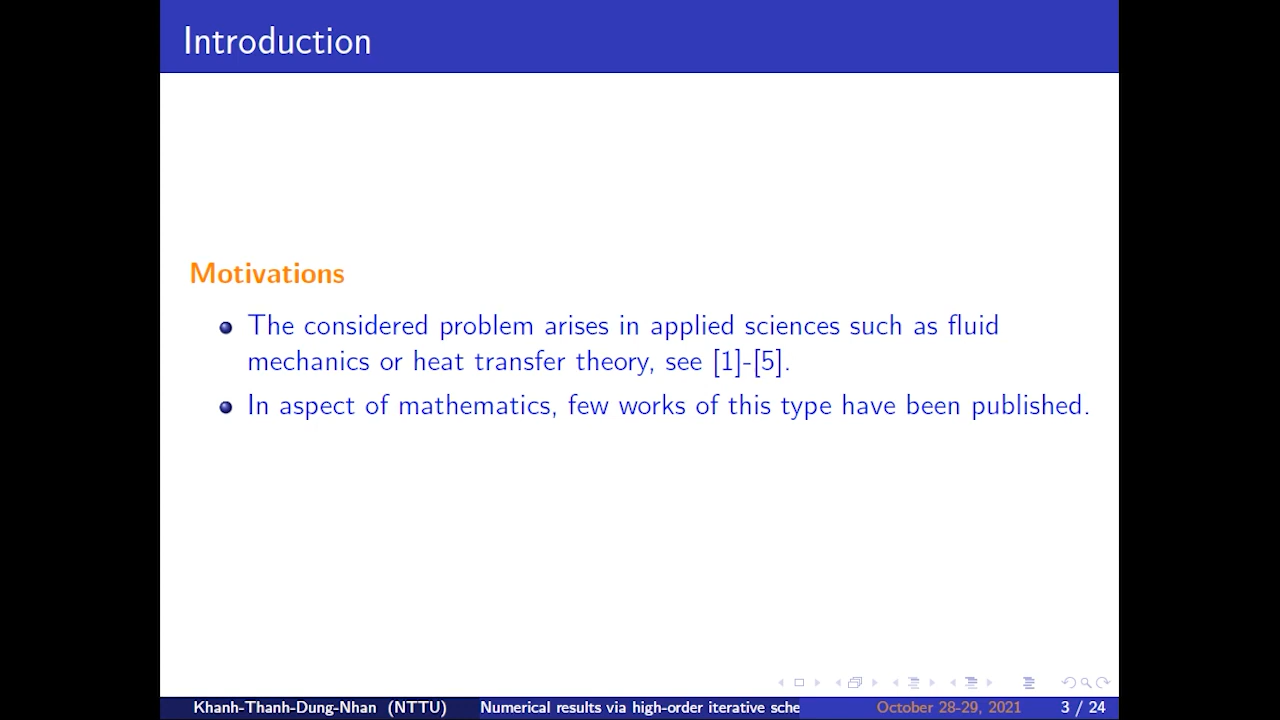 Introduction
Motivations
The considered problem arises in applied sciences such as fluid
mechanics or heat transfer theory, see [1]-[5].
In aspect of mathematics, few works of this type have been published.
Khanh-Thanh-Dung-Nhan (NTTU) Numerical results via high-order iterative sche October 28-29, 2021 3 / 24